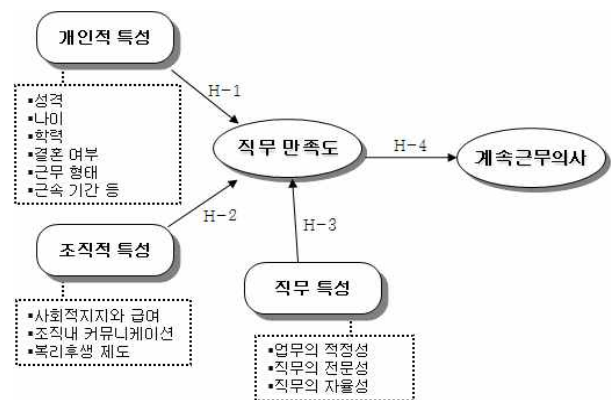 개인적 특성
▪성격
▪나이
▪학력
▪결혼 여부
▪근무 형태
▪근속 기간 등
H-1
직무 만족도
H-4
계속근무의사
H-2
조직적 특성
▪사회적지지와 급여
▪조직내 커뮤니케이션
▪복리후생 제도
H-3
직무 특성
▪업무의 적정성
▪직무의 전문성
▪직무의 자율성